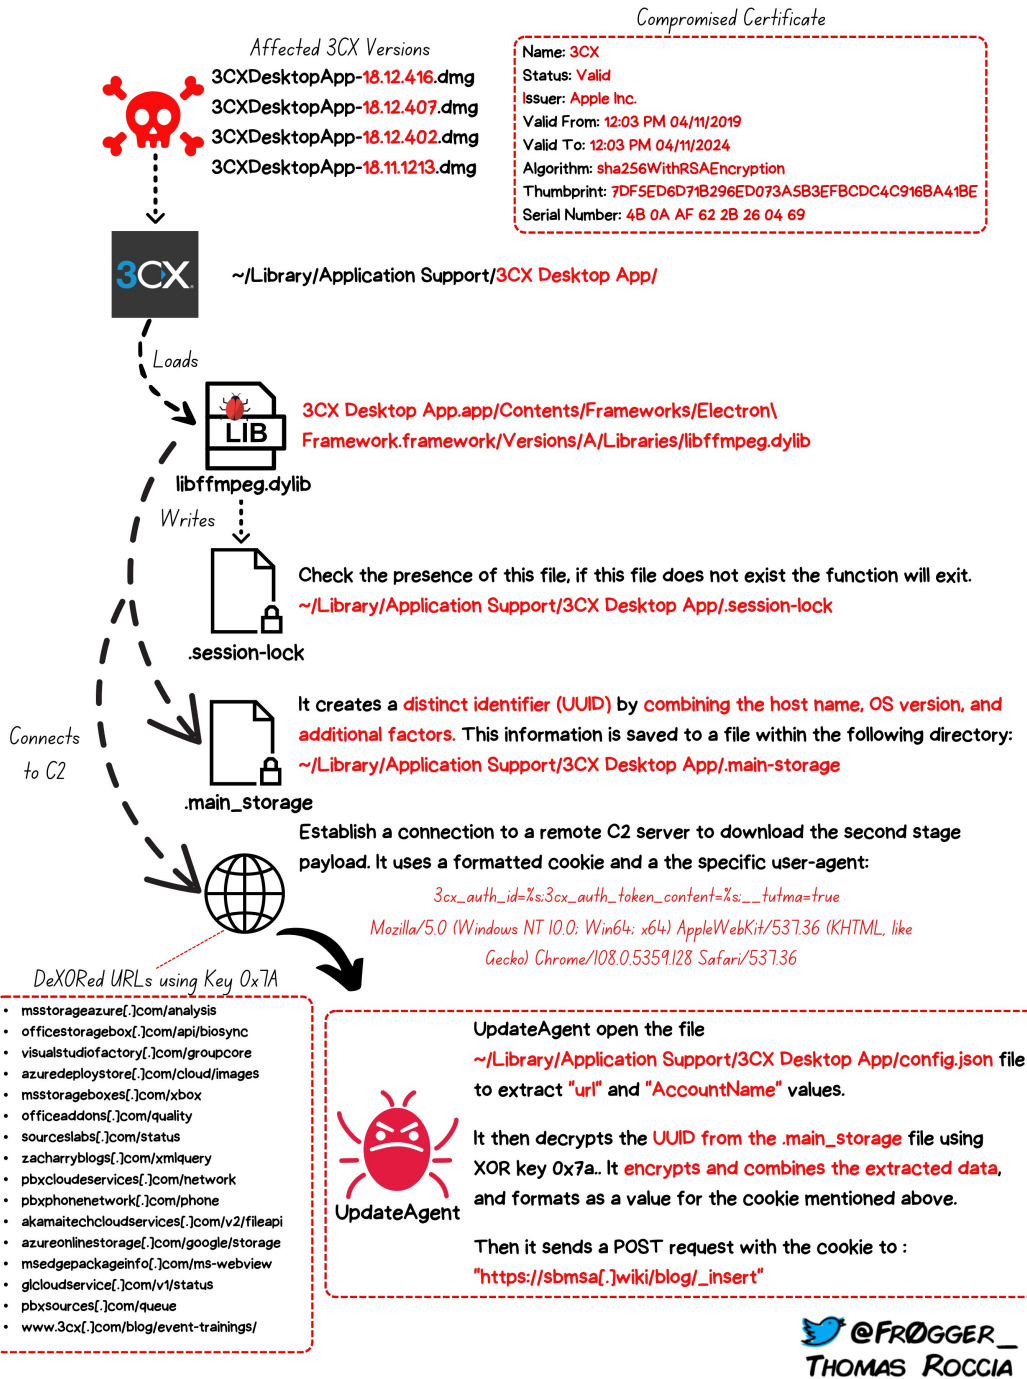 Compromised Certificate
Affected 3CX Versions
3CXDesktopApp-18.12.416.dmg
3CXDesktopApp-18.12.407.dmg
3CXDesktopApp-18.12.402.dmg
3CXDesktopApp-18.11.1213.dmg
Name: 3CX
Status: Valid
Issuer: Apple Inc.
Valid From: 12:03 PM 04/11/2019
Valid To: 12:03 PM 04/11/2024
Algorithm: sha256WithRSAEncryption
Thumbprint: 7DF5ED6D71B296ED073A5B3EFBCDC4C916BA41BE
Serial Number: 4B 0A AF 62 2B 26 04 69
3CX
~/Library/Application Support/3CX Desktop App/
Loads
LIB
libffmpeg.dylib
3CX Desktop App.app/Contents/Frameworks/Electron\
Framework.framework/Versions/A/Libraries/libffmpeg.dylib
Writes
.session-lock
Check the presence of this file, if this file does not exist the function will exit.
~/Library/Application Support/3CX Desktop App/.session-lock
Connects
to C2
.main_storage
It creates a distinct identifier (UUID) by combining the host name, OS version, and
additional factors. This information is saved to a file within the following directory:
~/Library/Application Support/3CX Desktop App/.main-storage
Establish a connection to a remote C2 server to download the second stage
payload. It uses a formatted cookie and a the specific user-agent:
3cx_auth_id=%s;3cx_auth_token_content=%s;__tutma=true
Mozilla/5.0 (Windows NT 10.0; Win64; x64) AppleWebKit/537.36 (KHTML, like
Gecko) Chrome/108.0.5359.128 Safari/537.36
DeXORed URLs using Key 0x7A
• msstorageazure[.]com/analysis
• officestoragebox[.]com/api/biosync
• visualstudiofactory[.]com/groupcore
• azuredeploystore[.]com/cloud/images
• msstorageboxes[.]com/xbox
• officeaddons[.]com/quality
• sourceslabs[.]com/status
• zacharryblogs[.]com/xmlquery
• pbxcloudeservices[.]com/network
• pbxphonenetwork[.]com/phone
• akamaitechcloudservices[.]com/v2/fileapi
• azureonlinestorage[.]com/google/storage
• msedgepackageinfo[.]com/ms-webview
• glcloudservice[.]com/v1/status
• pbxsources[.]com/queue
• www.3cx[.]com/blog/event-trainings/
UpdateAgent
UpdateAgent open the file
~/Library/Application Support/3CX Desktop App/config.json file
to extract "url" and "AccountName" values.
It then decrypts the UUID from the .main_storage file using
XOR key 0x7a.. It encrypts and combines the extracted data,
and formats as a value for the cookie mentioned above.
Then it sends a POST request with the cookie to :
"https://sbmsa[.]wiki/blog/_insert"
@FR0GGER_
THOMAS ROCCIA